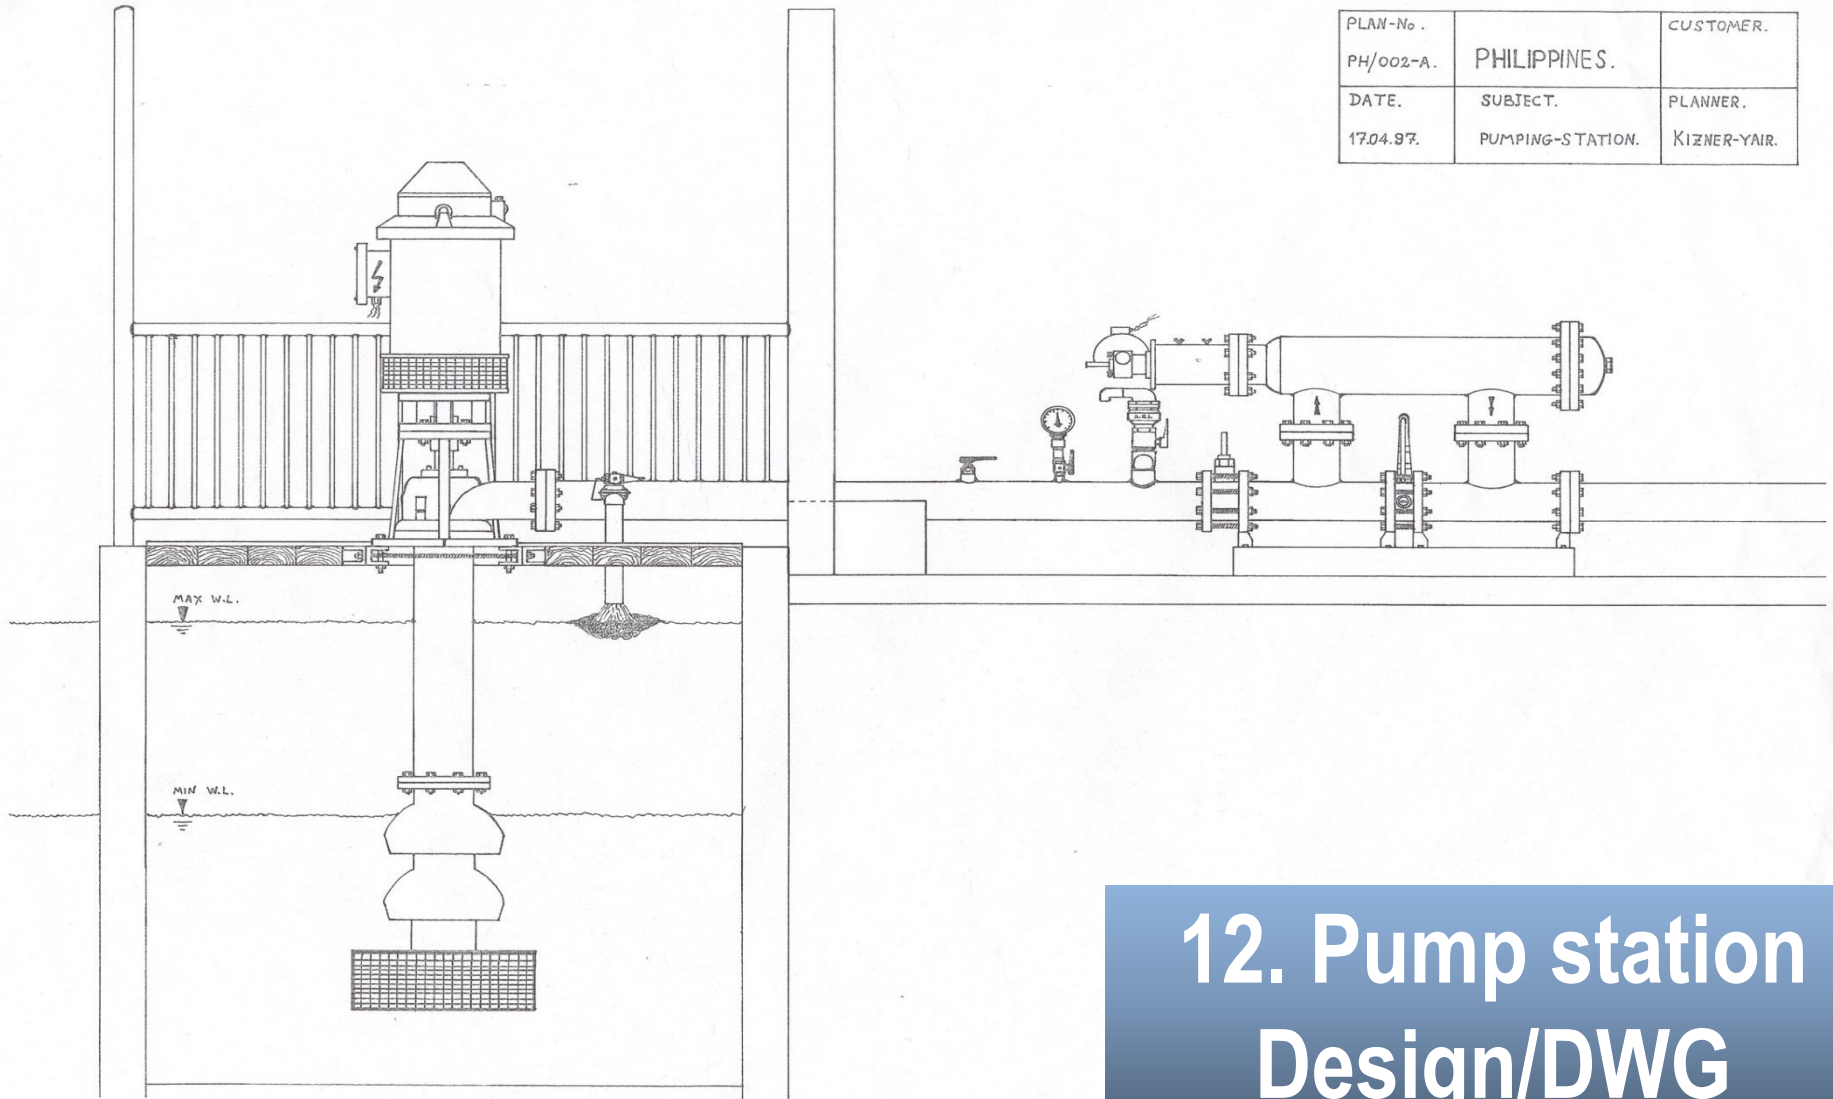 PLAN-No.
PH/002-A.
PHILIPPINES.
CUSTOMER.
DATE.
17.04.97.
SUBJECT.
PUMPING-STATION.
PLANNER.
KIZNER-YAIR.
MAX W.L.
MIN W.L.
12. Pump station
Design/DWG